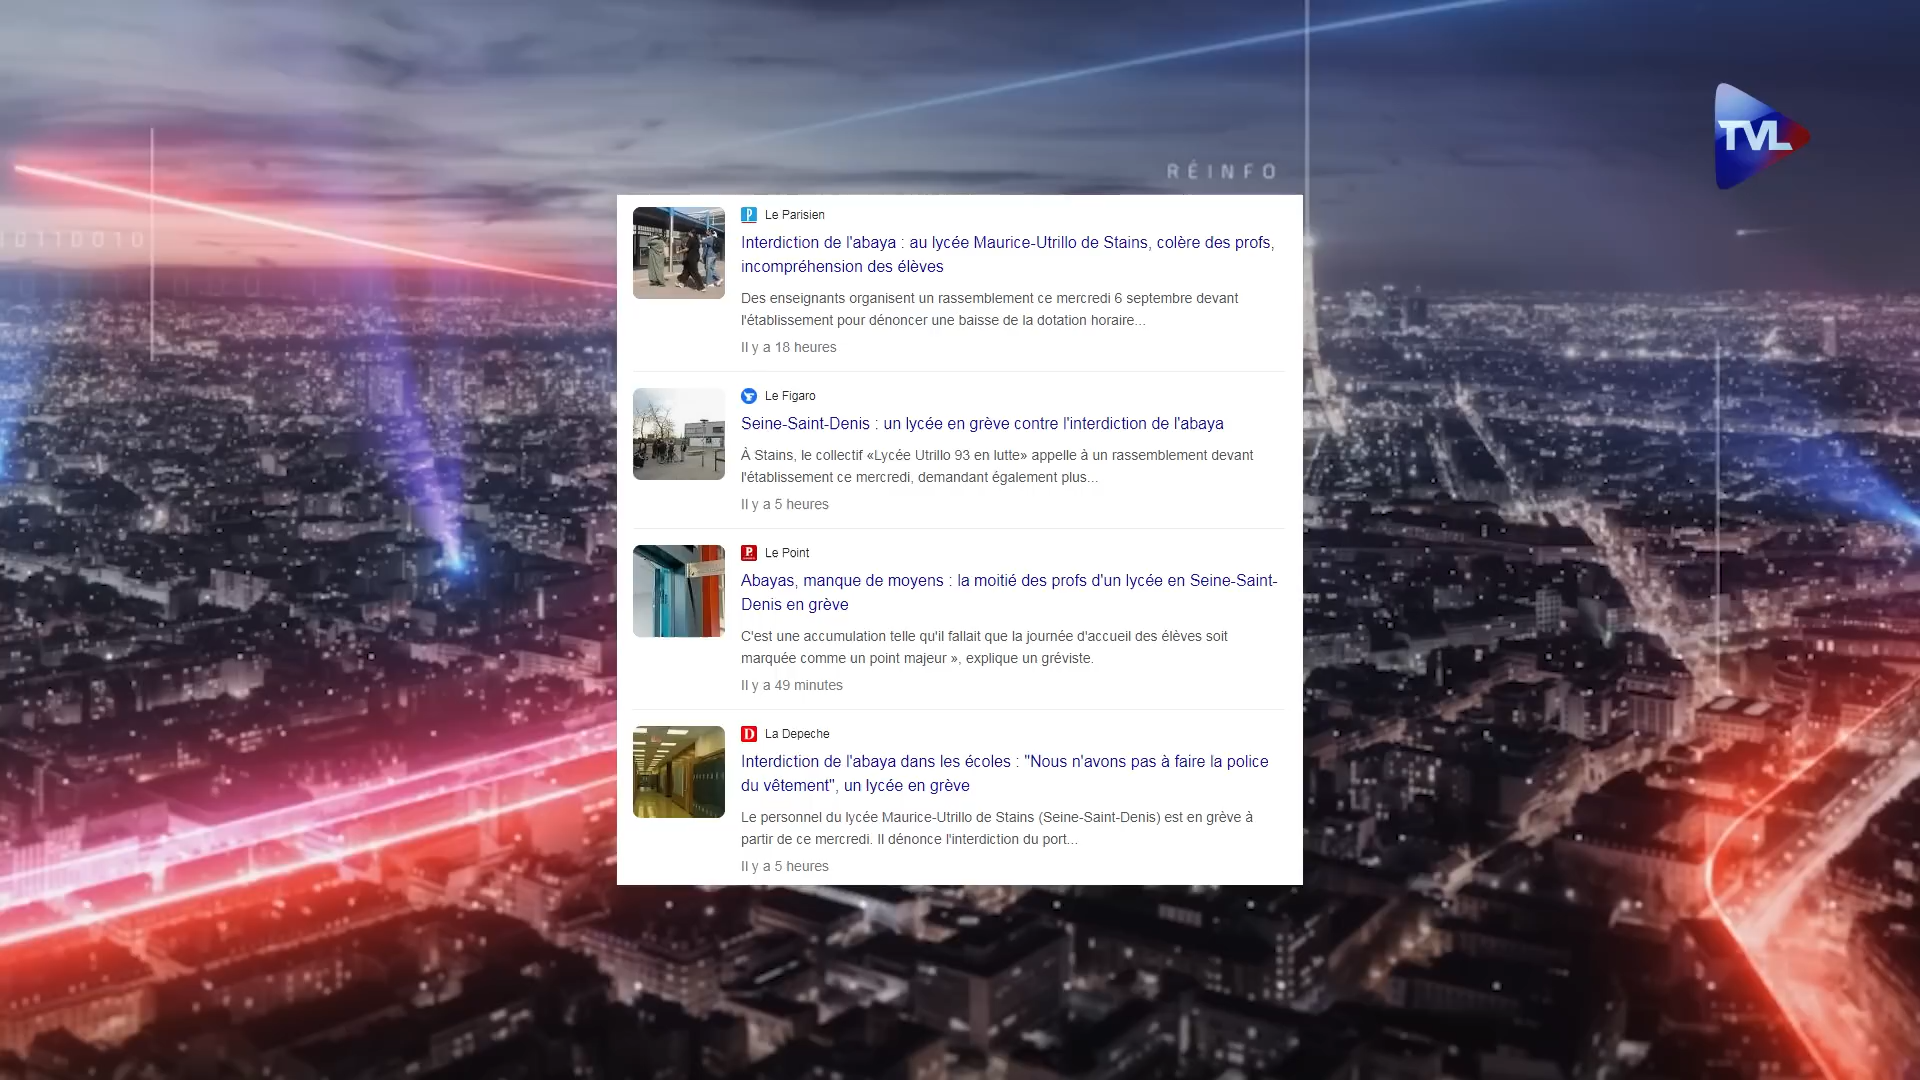 TVL
RÉINFO
10110010
Le Parisien
Interdiction de l'abaya : au lycée Maurice-Utrillo de Stains, colère des profs,
incompréhension des élèves
Des enseignants organisent un rassemblement ce mercredi 6 septembre devant
l'établissement pour dénoncer une baisse de la dotation horaire...
Il y a 18 heures
Le Figaro
Seine-Saint-Denis : un lycée en grève contre l'interdiction de l'abaya
À Stains, le collectif «Lycée Utrillo 93 en lutte» appelle à un rassemblement devant
l'établissement ce mercredi, demandant également plus...
Il y a 5 heures
Le Point
Abayas, manque de moyens : la moitié des profs d'un lycée en Seine-Saint-
Denis en grève
C'est une accumulation telle qu'il fallait que la journée d'accueil des élèves soit
marquée comme un point majeur », explique un gréviste.
Il y a 49 minutes
La Depeche
Interdiction de l'abaya dans les écoles : "Nous n'avons pas à faire la police
du vêtement", un lycée en grève
Le personnel du lycée Maurice-Utrillo de Stains (Seine-Saint-Denis) est en grève à
partir de ce mercredi. Il dénonce l'interdiction du port...
Il y a 5 heures